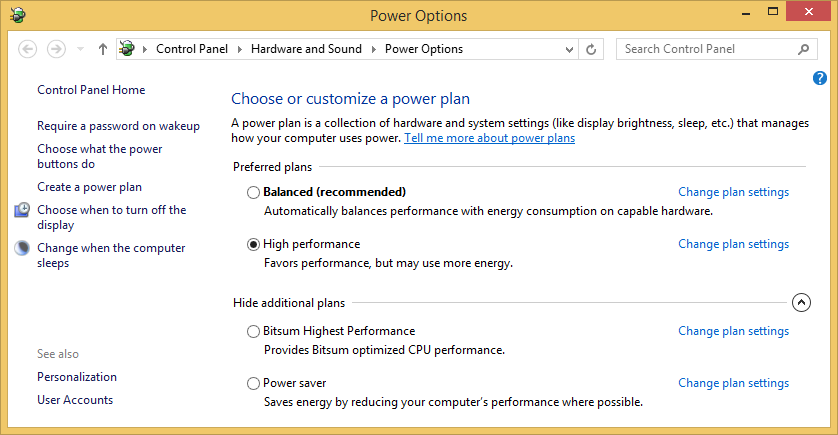 Power Options
Control Panel Hardware and Sound Power Options
Search Control Panel
Control Panel Home
Require a password on wakeup
Choose what the power
buttons do
Create a power plan
Choose when to turn off the
display
Change when the computer
sleeps
See also
Personalization
User Accounts
Choose or customize a power plan
A power plan is a collection of hardware and system settings (like display brightness, sleep, etc.) that manages
how your computer uses power. Tell me more about power plans
Preferred plans
Balanced (recommended) Change plan settings
Automatically balances performance with energy consumption on capable hardware.
High performance Change plan settings
Favors performance, but may use more energy.
Hide additional plans
Bitsum Highest Performance Change plan settings
Provides Bitsum optimized CPU performance.
Power saver Change plan settings
Saves energy by reducing your computer's performance where possible.